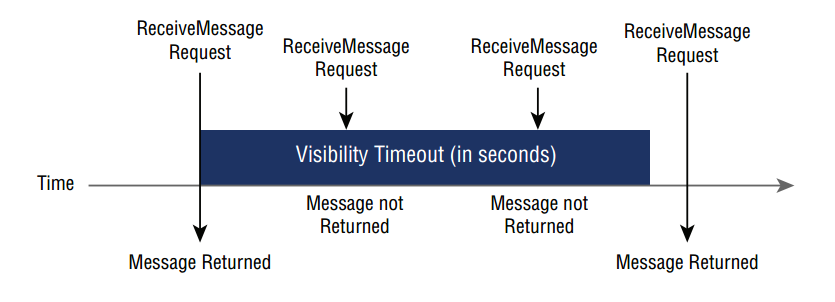 ReceiveMessage
Request
ReceiveMessage
Request
ReceiveMessage
Request
ReceiveMessage
Request
Visibility Timeout (in seconds)
Time
Message not
Returned
Message not
Returned
Message Returned
Message Returned